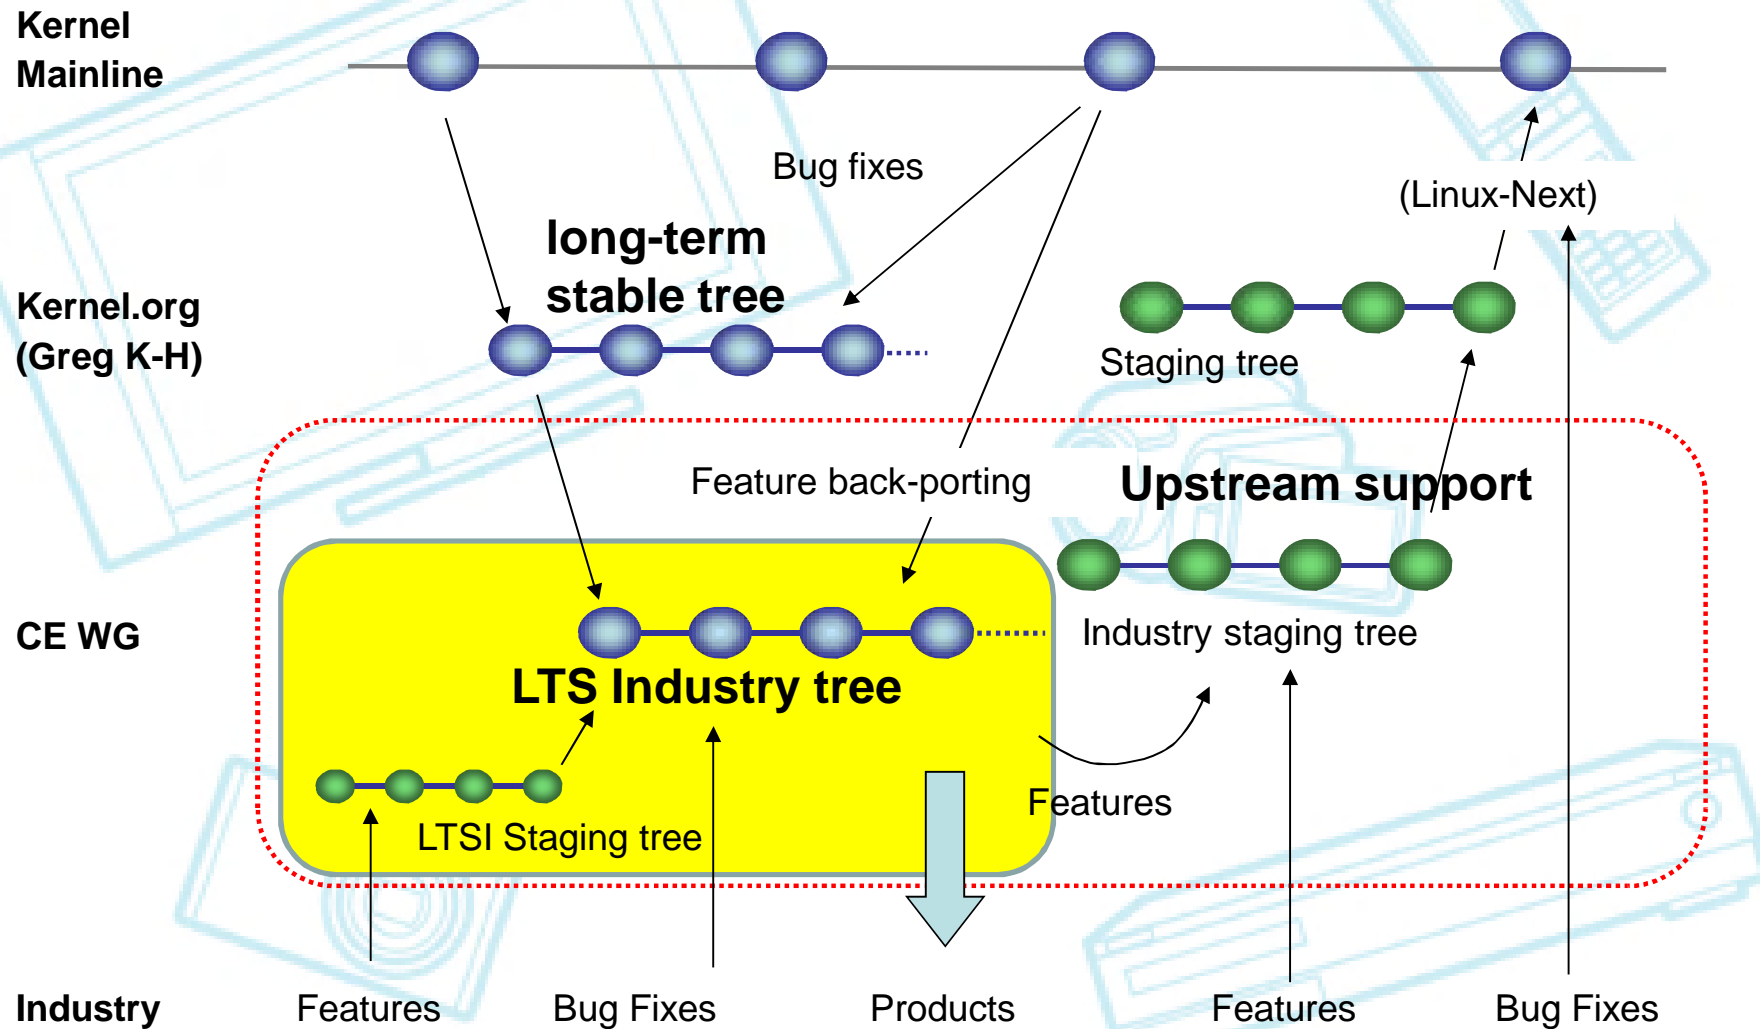 Kernel
Mainline
Bug fixes
(Linux-Next)
long-term
stable tree
Kernel.org
(Greg K-H)
Staging tree
Feature back-porting
Upstream support
CE WG
Industry staging tree
LTS Industry tree
Features
LTSI Staging tree
Industry
Features
Bug Fixes
Products
Features
Bug Fixes